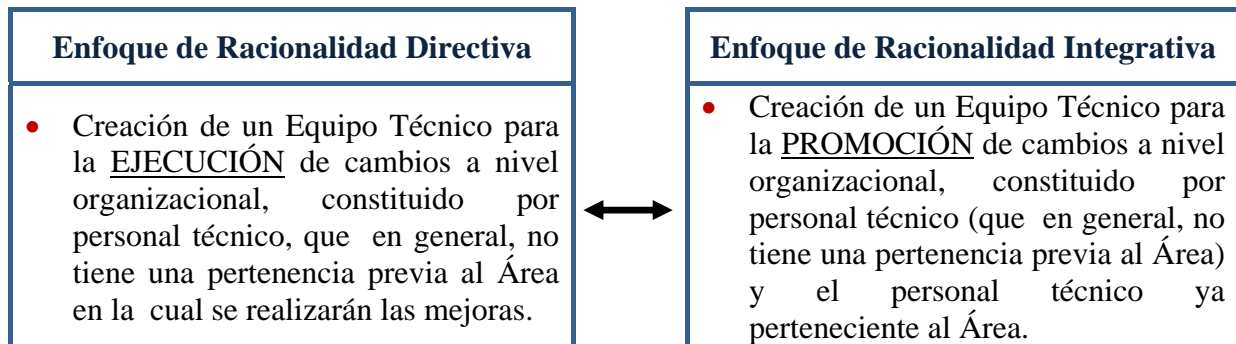 Enfoque de Racionalidad Directiva
• Creación de un Equipo Técnico para
la EJECUCIÓN de cambios a nivel
organizacional, constituido por
personal técnico, que en general, no
tiene una pertenencia previa al Área
en la cual se realizarán las mejoras.
Enfoque de Racionalidad Integrativa
• Creación de un Equipo Técnico para
la PROMOCIÓN de cambios a nivel
organizacional, constituido por
personal técnico (que en general, no
tiene una pertenencia previa al Área)
y el personal técnico ya
perteneciente al Área.